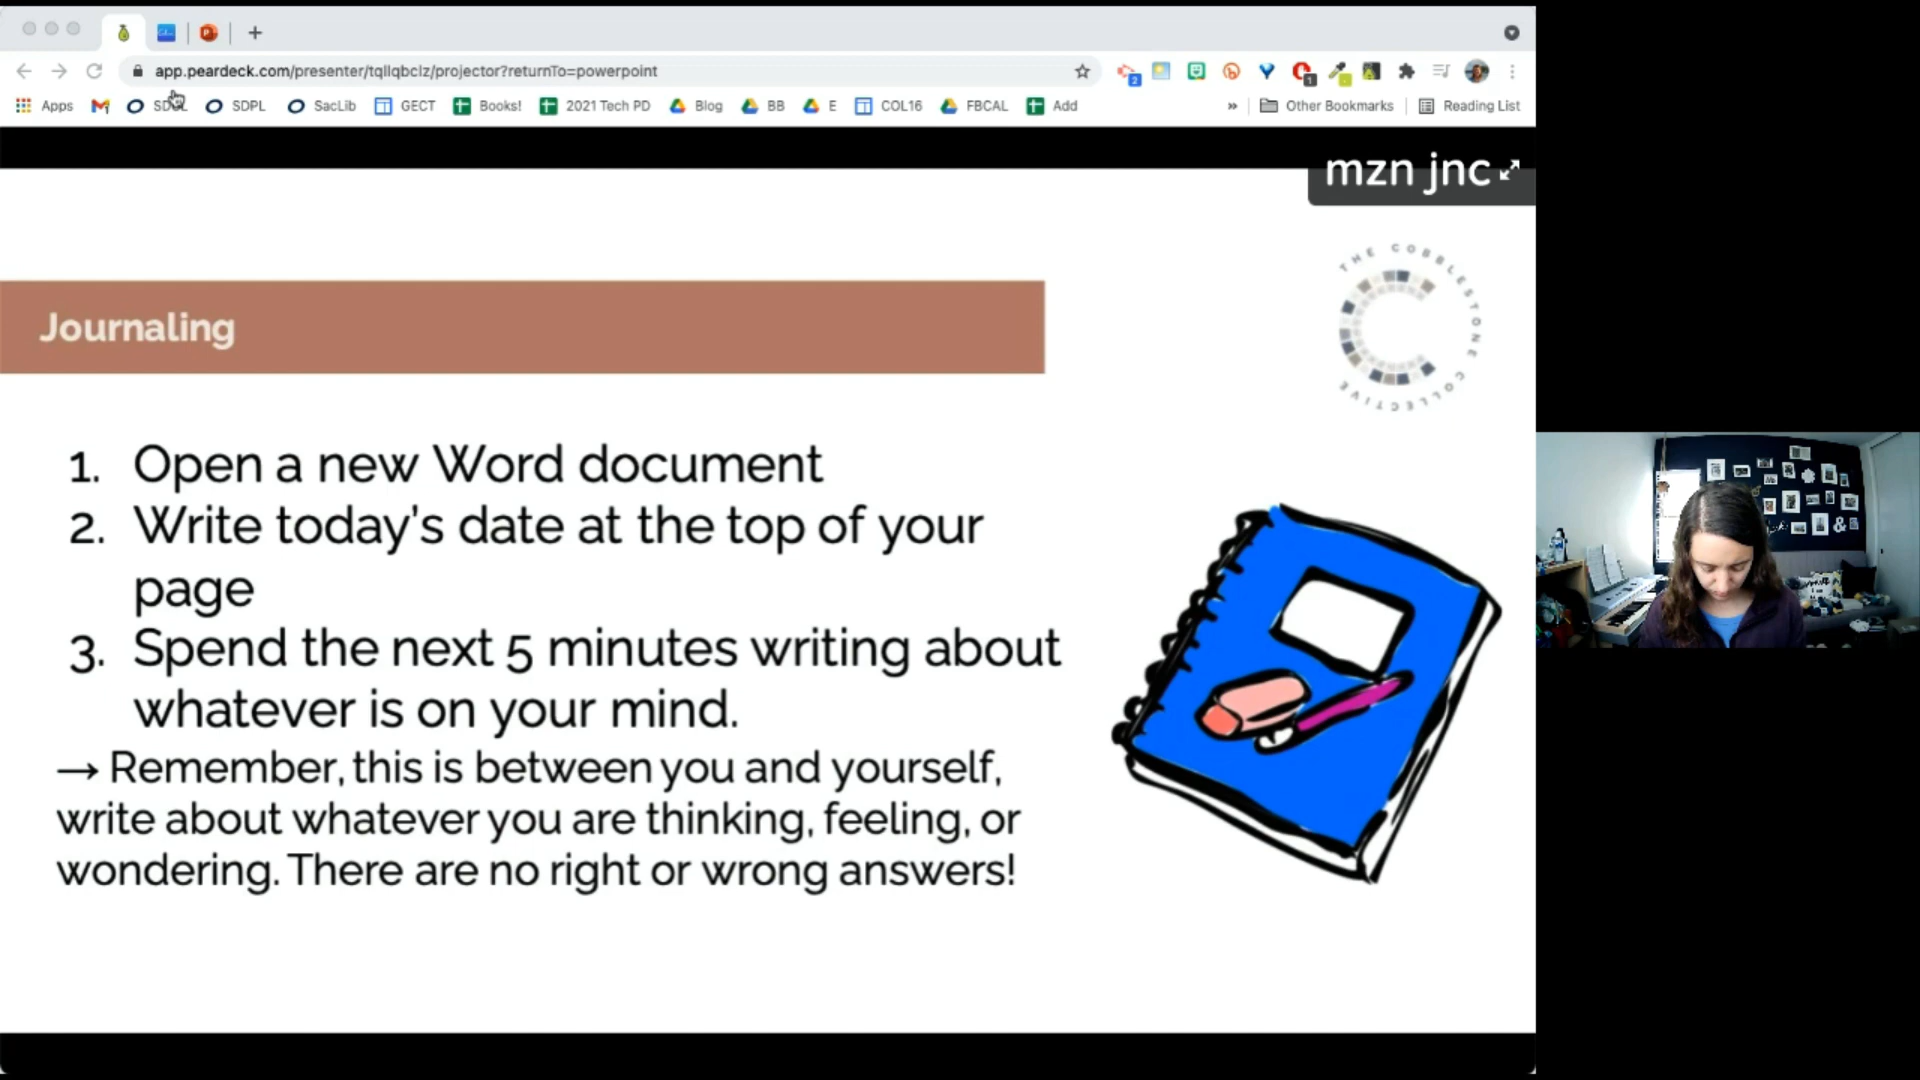 app.peardeck.com/presenter/tqllqbclz/projector?returnTo=powerpoint
Apps SDPL SacLib GECT Books! 2021 Tech PD Blog BB E COL16 FBCAL Add » Other Bookmarks Reading List
mzn jnc
THE COBBLESTONE COLLECTIVE
Journaling
1. Open a new Word document
2. Write today's date at the top of your
page
3. Spend the next 5 minutes writing about
whatever is on your mind.
→ Remember, this is between you and yourself,
write about whatever you are thinking, feeling, or
wondering. There are no right or wrong answers!
&